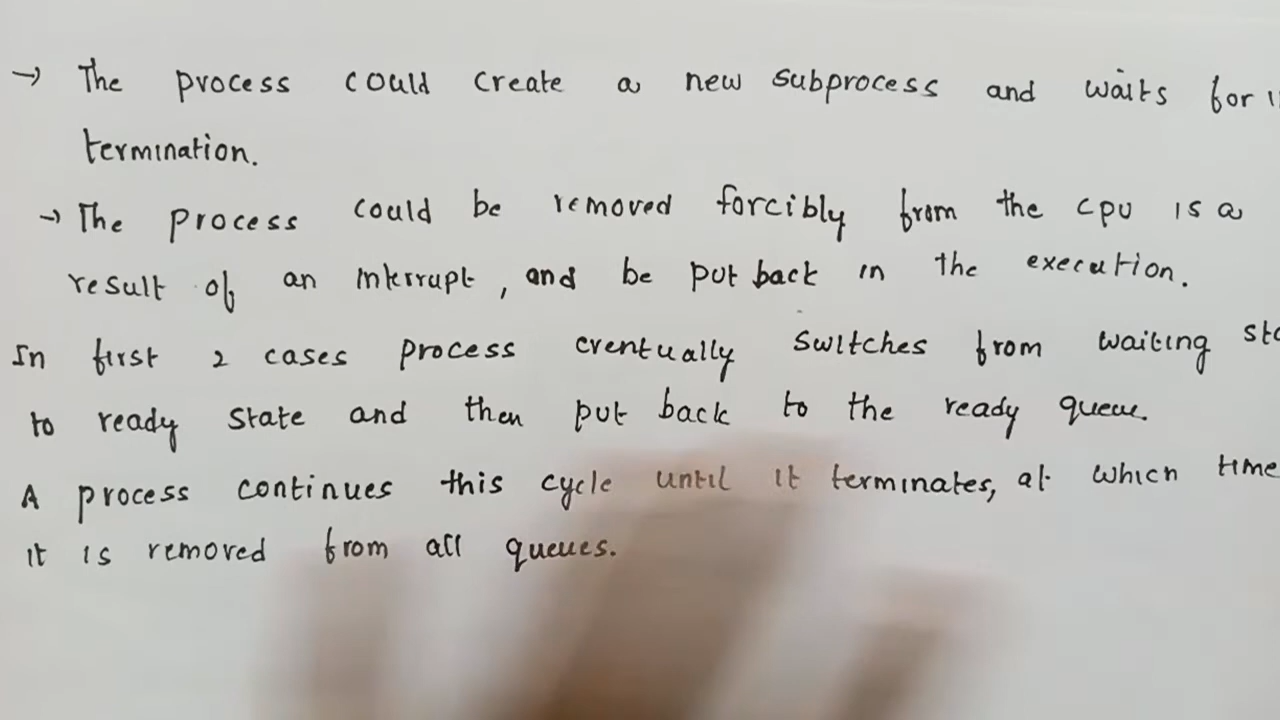 → The process could create a new subprocess and waits for
termination.
→ The process could be removed forcibly from the cpu is a
result of an interrupt, and be put back in the execution.
In first 2 cases process eventually switches from waiting
to ready state and then put back to the ready queue.
A process continues this cycle until it terminates, at which time
it is removed from all queues.